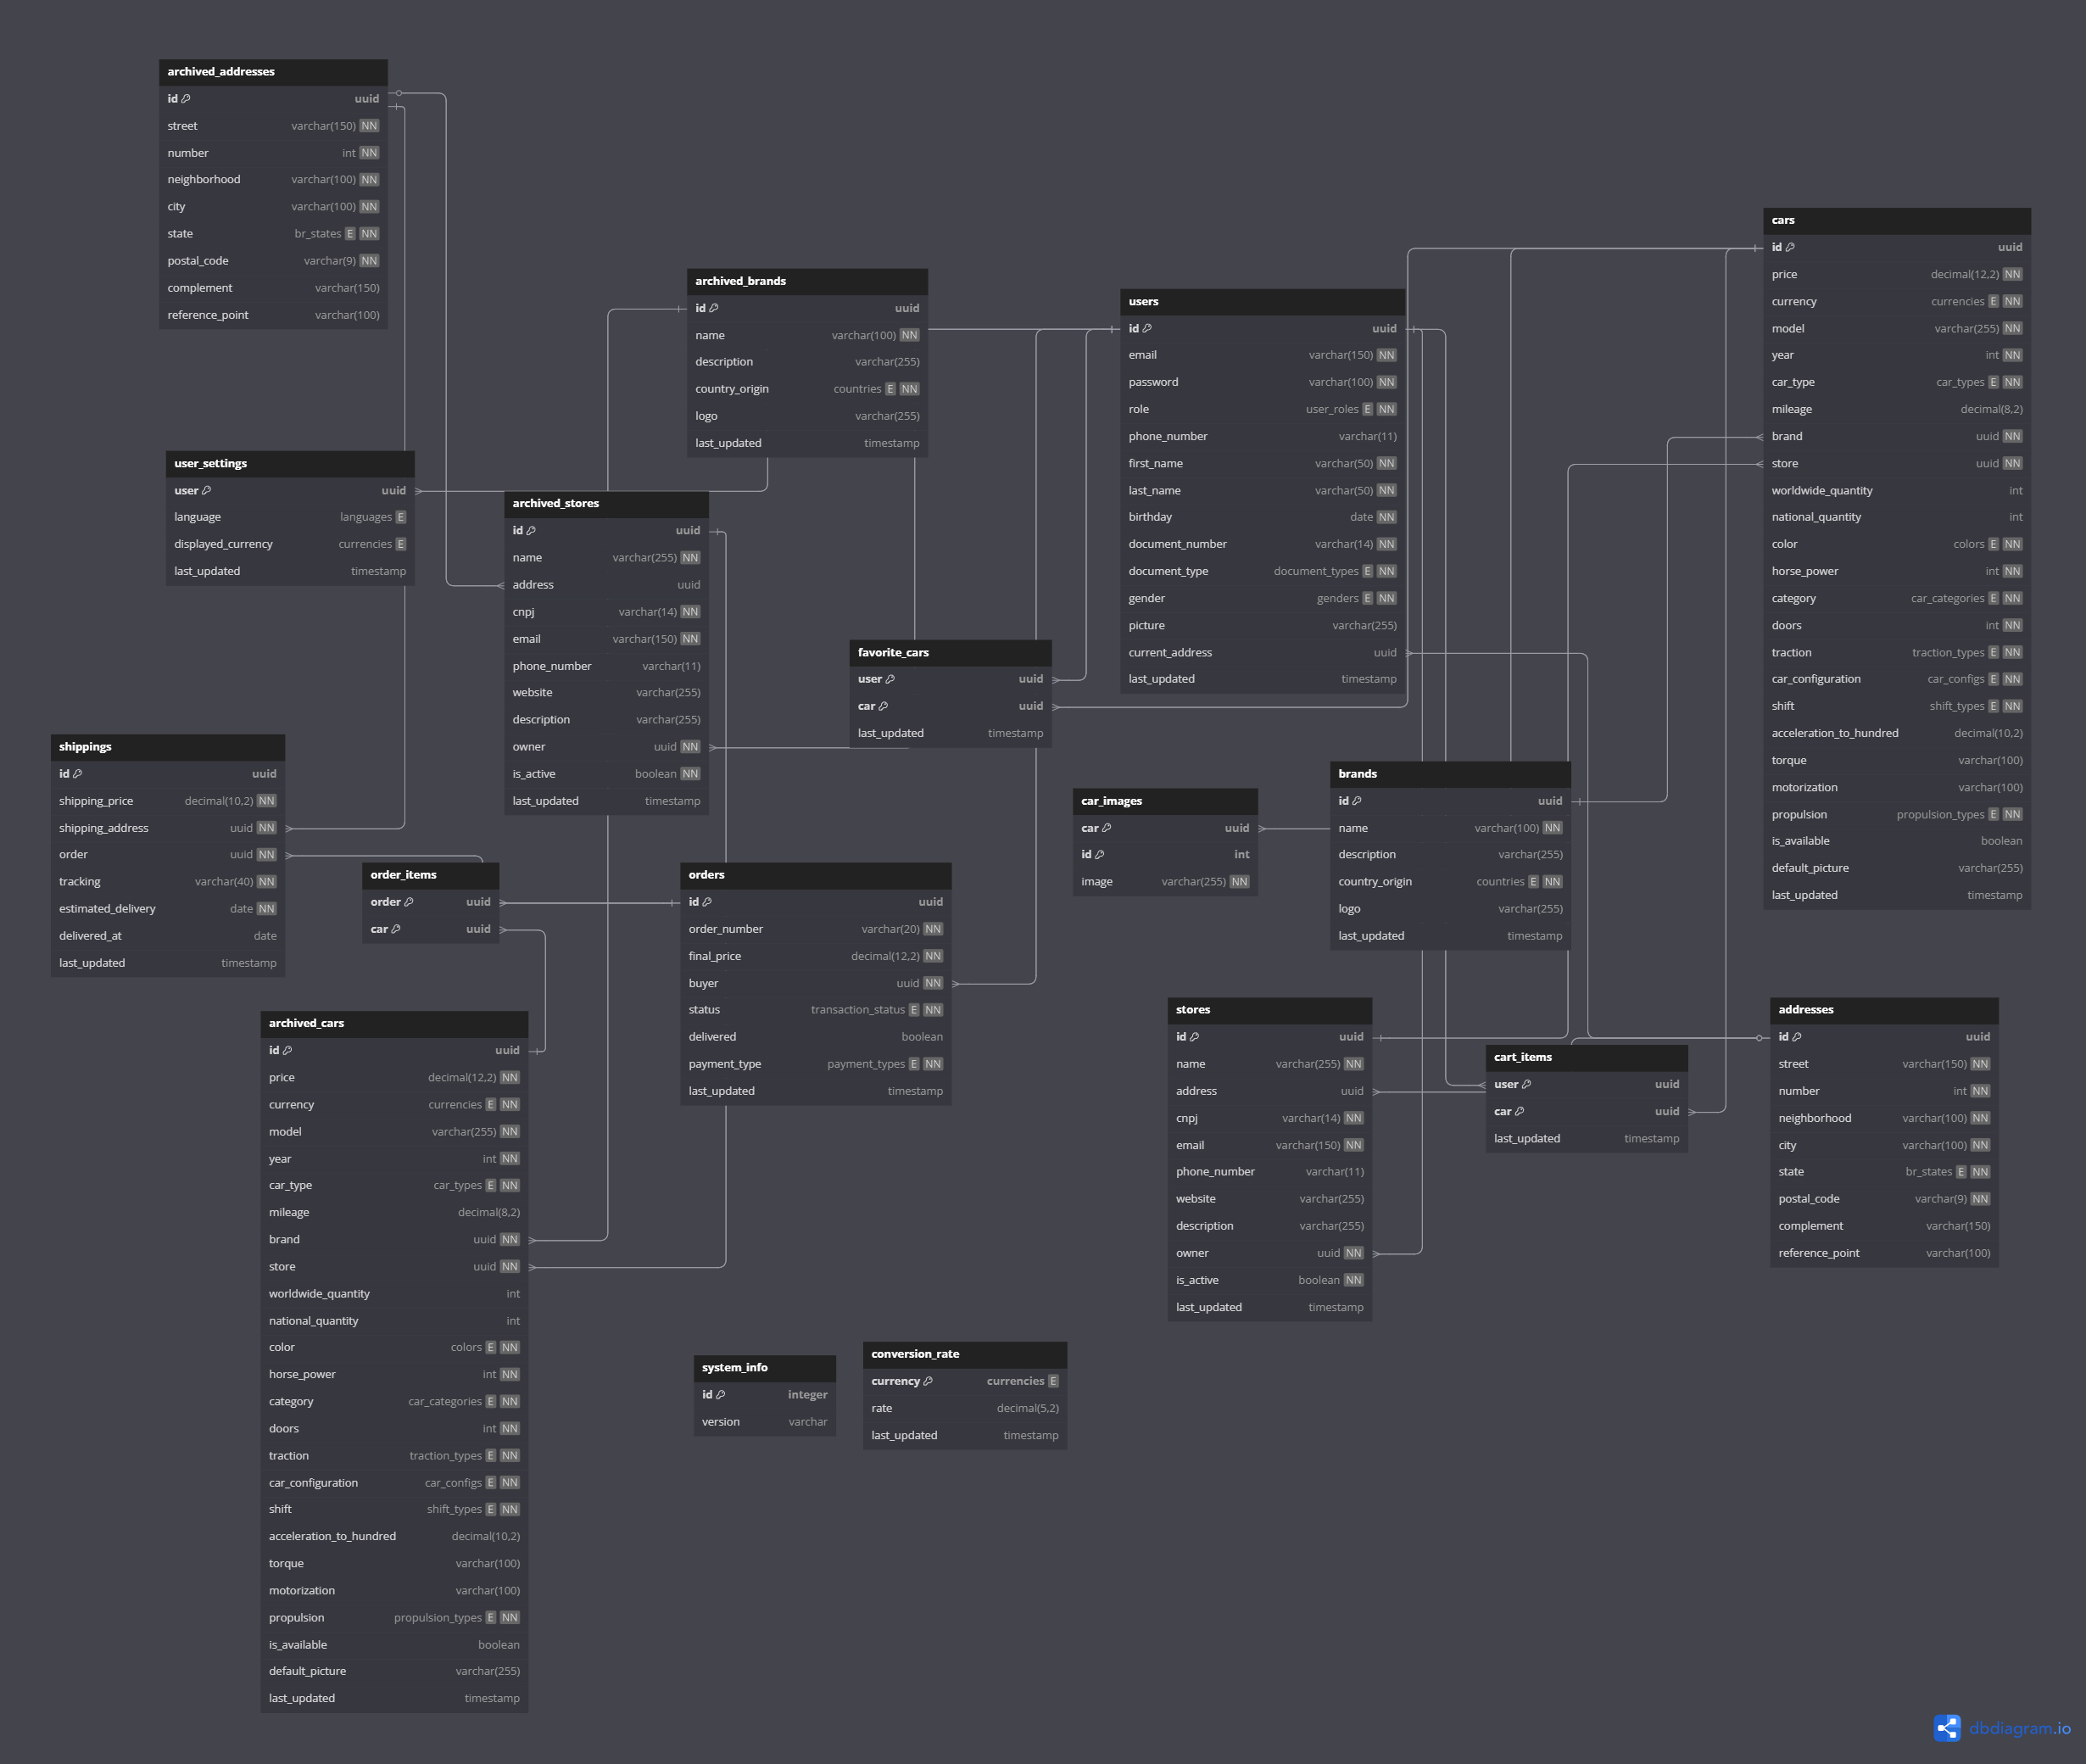 archived_addresses
id uuid
street varchar(150) NN
number int NN
neighborhood varchar(100) NN
city varchar(100) NN
state br_states E NN
postal_code varchar(9) NN
complement varchar(150)
reference_point varchar(100)
cars
id uuid
price decimal(12,2) NN
currency currencies E NN
model varchar(255) NN
year int NN
car_type car_types E NN
mileage decimal(8,2)
brand uuid NN
store uuid NN
worldwide_quantity int
national_quantity int
color colors E NN
horse_power int NN
category car_categories E NN
doors int NN
traction traction_types E NN
car_configuration car_configs E NN
shift shift_types E NN
acceleration_to_hundred decimal(10,2)
torque varchar(100)
motorization varchar(100)
propulsion propulsion_types E NN
is_available boolean
default_picture varchar(255)
last_updated timestamp
archived_brands
id uuid
name varchar(100) NN
description varchar(255)
country_origin countries E NN
logo varchar(255)
last_updated timestamp
users
id uuid
email varchar(150) NN
password varchar(100) NN
role user_roles E NN
phone_number varchar(11)
first_name varchar(50) NN
last_name varchar(50) NN
birthday date NN
document_number varchar(14) NN
document_type document_types E NN
gender genders E NN
picture varchar(255)
current_address uuid
last_updated timestamp
user_settings
user uuid
language languages E
displayed_currency currencies E
last_updated timestamp
archived_stores
id uuid
name varchar(255) NN
address uuid
cnpj varchar(14) NN
email varchar(150) NN
phone_number varchar(11)
website varchar(255)
description varchar(255)
owner uuid NN
is_active boolean NN
last_updated timestamp
favorite_cars
user uuid
car uuid
last_updated timestamp
shippings
id uuid
shipping_price decimal(10,2) NN
shipping_address uuid NN
order uuid NN
tracking varchar(40) NN
estimated_delivery date NN
delivered_at date
last_updated timestamp
order_items
order uuid
car uuid
orders
id uuid
order_number varchar(20) NN
final_price decimal(12,2) NN
buyer uuid NN
status transaction_status E NN
delivered boolean
payment_type payment_types E NN
last_updated timestamp
car_images
car uuid
id int
image varchar(255) NN
brands
id uuid
name varchar(100) NN
description varchar(255)
country_origin countries E NN
logo varchar(255)
last_updated timestamp
stores
id uuid
name varchar(255) NN
address uuid
cnpj varchar(14) NN
email varchar(150) NN
phone_number varchar(11)
website varchar(255)
description varchar(255)
owner uuid NN
is_active boolean NN
last_updated timestamp
cart_items
user uuid
car uuid
last_updated timestamp
addresses
id uuid
street varchar(150) NN
number int NN
neighborhood varchar(100) NN
city varchar(100) NN
state br_states E NN
postal_code varchar(9) NN
complement varchar(150)
reference_point varchar(100)
archived_cars
id uuid
price decimal(12,2) NN
currency currencies E NN
model varchar(255) NN
year int NN
car_type car_types E NN
mileage decimal(8,2)
brand uuid NN
store uuid NN
worldwide_quantity int
national_quantity int
color colors E NN
horse_power int NN
category car_categories E NN
doors int NN
traction traction_types E NN
car_configuration car_configs E NN
shift shift_types E NN
acceleration_to_hundred decimal(10,2)
torque varchar(100)
motorization varchar(100)
propulsion propulsion_types E NN
is_available boolean
default_picture varchar(255)
last_updated timestamp
system_info
id integer
version varchar
conversion_rate
currency currencies E
rate decimal(5,2)
last_updated timestamp
dbdiagram.io